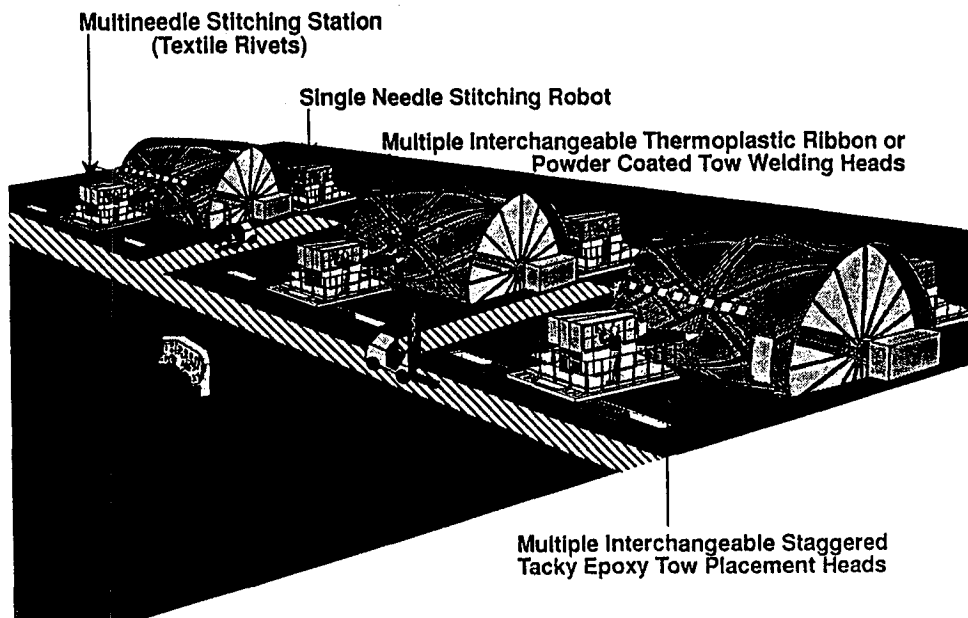 Multineedle Stitching Station
(Textile Rivets)
Single Needle Stitching Robot
Multiple Interchangeable Thermoplastic Ribbon or
Powder Coated Tow Welding Heads
Multiple Interchangeable Staggered
Tacky Epoxy Tow Placement Heads